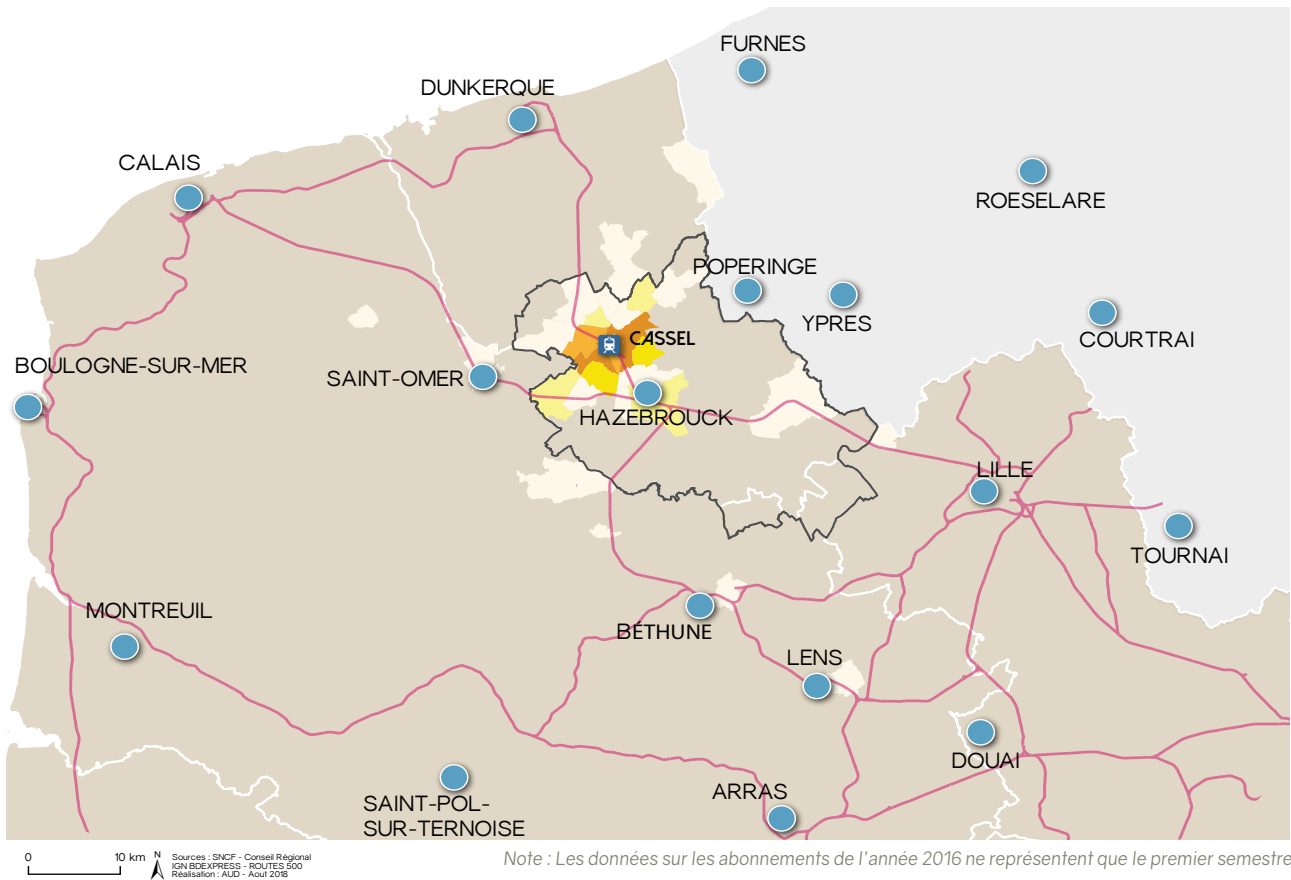 FURNES
DUNKERQUE
CALAIS
ROESELARE
POPERINGE
YPRES
COURTRAI
CASSEL
BOULOGNE-SUR-MER
SAINT-OMER
HAZEBROUCK
LILLE
TOURNAI
MONTREUIL
BÉTHUNE
LENS
DOUAI
ARRAS
SAINT-POL-
SUR-TERNOISE
0 10 km N
Sources : SNCF - Conseil Régional
IGN BDEXPRESS - ROUTES 500
Réalisation : AUD - Aout 2018
Note : Les données sur les abonnements de l'année 2016 ne représentent que le premier semestre